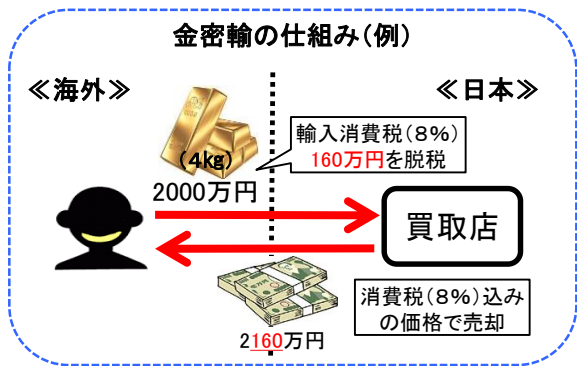 金密輸の仕組み(例)
≪海外≫
≪日本≫
(4kg)
2000万円
輸入消費税(8%)
160万円を脱税
買取店
2160万円
消費税(8%)込み
の価格で売却